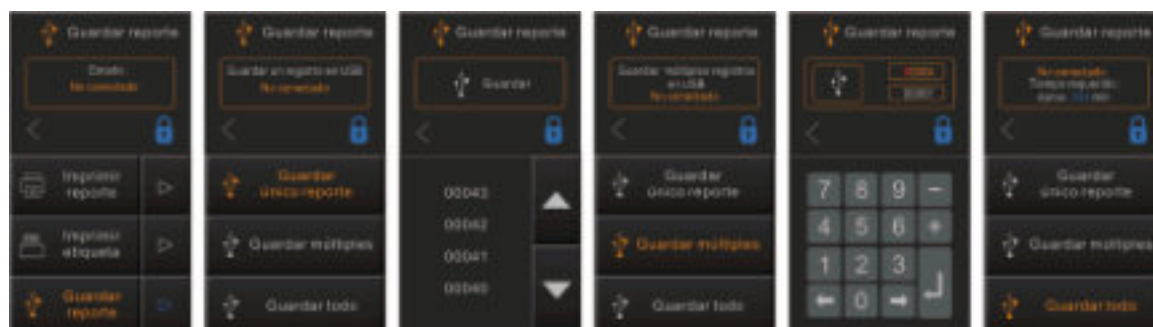 Guardar reporte
Estado
No conectado
Imprimir
reporte
Imprimir
etiqueta
Guardar
reporte
Guardar reporte
Guardar un registro en USB
No conectado
Guardar
único reporte
Guardar múltiples
Guardar todo
Guardar reporte
Guardar
00043
00042
00041
00040
Guardar reporte
Guardar múltiples registros
en USB
No conectado
Guardar
único reporte
Guardar múltiples
Guardar todo
Guardar reporte
7 8 9 -
4 5 6 +
1 2 3
0
Guardar reporte
No conectado
Tiempo requerido
min
Guardar
único reporte
Guardar múltiples
Guardar todo